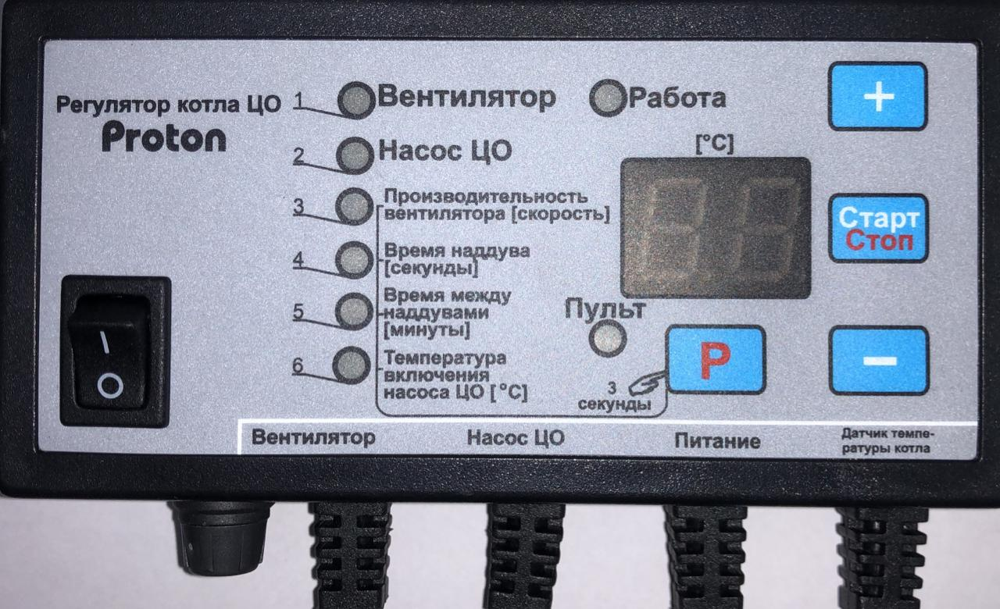 Регулятор котла ЦО
Proton
1
Вентилятор
Работа
+
2
Насос ЦО
[°C]
3
Производительность
вентилятора [скорость]
Старт
Стоп
4
Время наддува
[секунды]
5
Время между
наддувами
[минуты]
Пульт
6
Температура
включения
насоса ЦО [°C]
P
3
секунды
−
I
O
Вентилятор
Насос ЦО
Питание
Датчик темпе-
ратуры котла